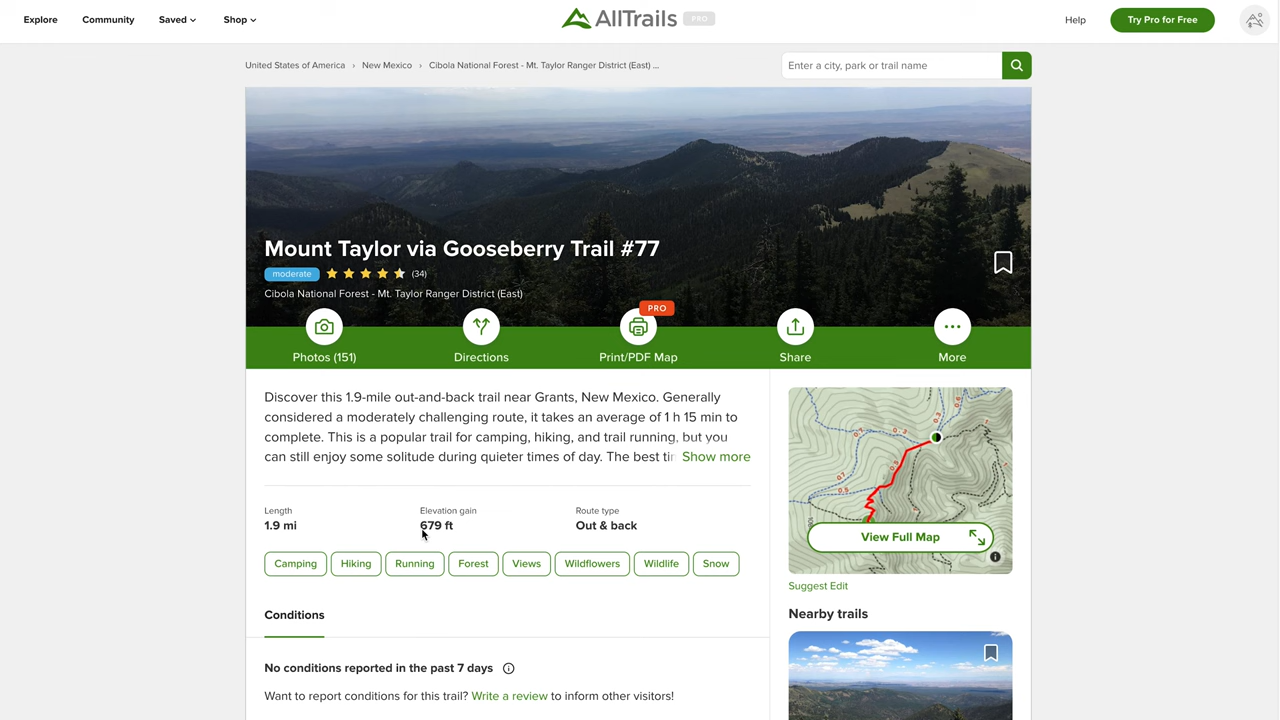 Explore Community Saved Shop AllTrails PRO Help Try Pro for Free
United States of America › New Mexico › Cibola National Forest - Mt. Taylor Ranger District (East) ... Enter a city, park or trail name
Mount Taylor via Gooseberry Trail #77
moderate (34)
Cibola National Forest - Mt. Taylor Ranger District (East)
PRO
Photos (151) Directions Print/PDF Map Share More
Discover this 1.9-mile out-and-back trail near Grants, New Mexico. Generally
considered a moderately challenging route, it takes an average of 1 h 15 min to
complete. This is a popular trail for camping, hiking, and trail running, but you
can still enjoy some solitude during quieter times of day. The best Show more
Length Elevation gain Route type
1.9 mi 679 ft Out & back
Camping Hiking Running Forest Views Wildflowers Wildlife Snow
View Full Map
Suggest Edit
Conditions
Nearby trails
No conditions reported in the past 7 days
Want to report conditions for this trail? Write a review to inform other visitors!